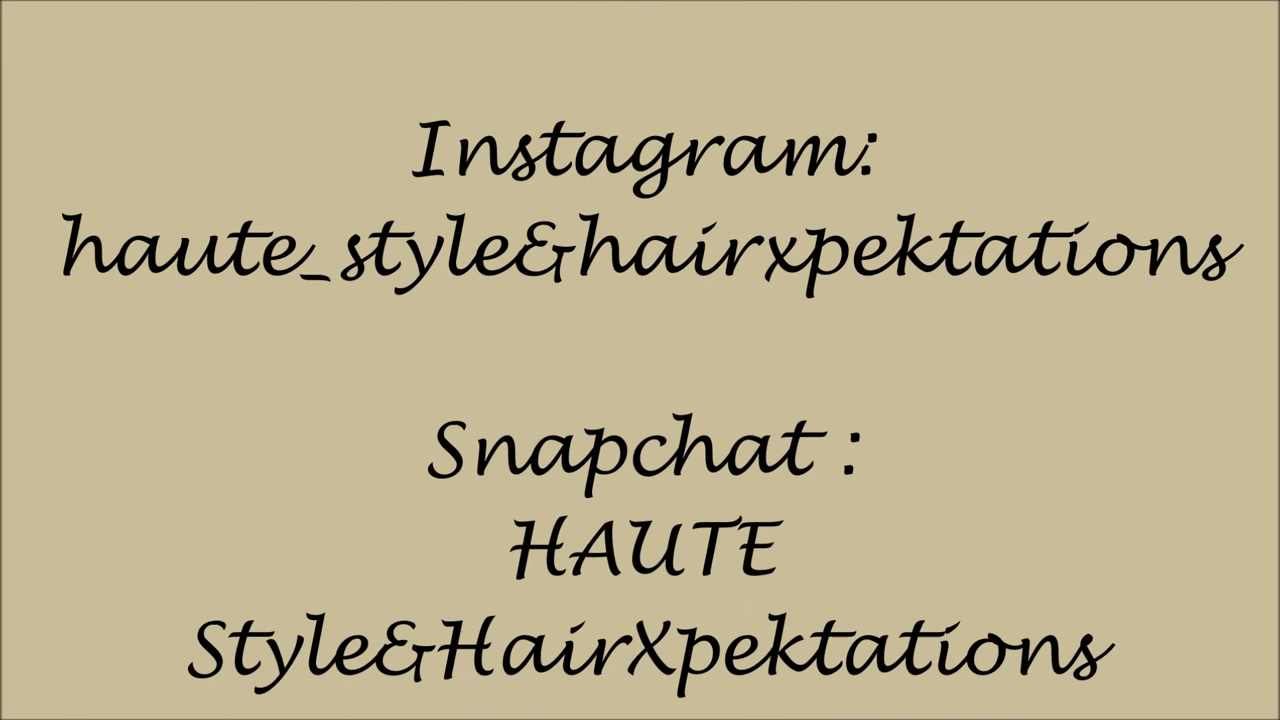 Instagram:
haute_style&hairxpektations
Snapchat :
HAUTE
Style&HairXpektations